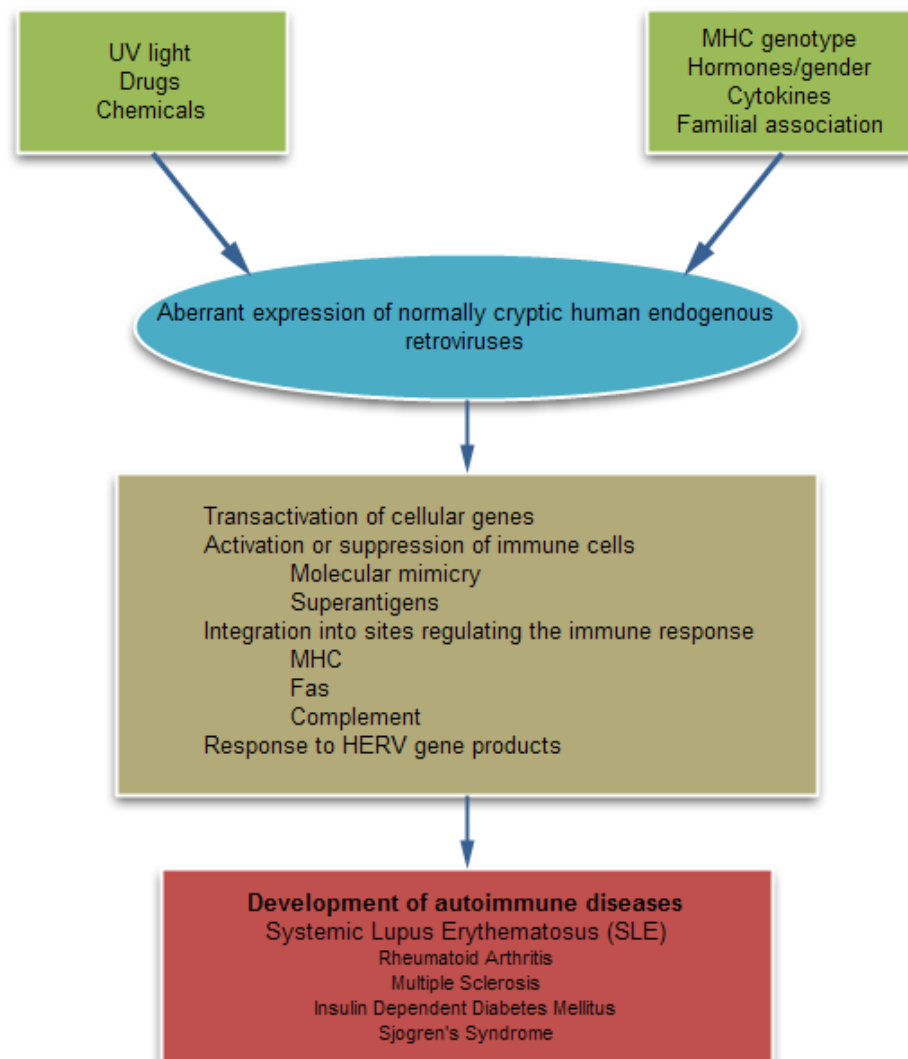 UV light
Drugs
Chemicals
MHC genotype
Hormones/gender
Cytokines
Familial association
Aberrant expression of normally cryptic human endogenous
retroviruses
Transactivation of cellular genes
Activation or suppression of immune cells
Molecular mimicry
Superantigens
Integration into sites regulating the immune response
MHC
Fas
Complement
Response to HERV gene products
Development of autoimmune diseases
Systemic Lupus Erythematosus (SLE)
Rheumatoid Arthritis
Multiple Sclerosis
Insulin Dependent Diabetes Mellitus
Sjogren's Syndrome